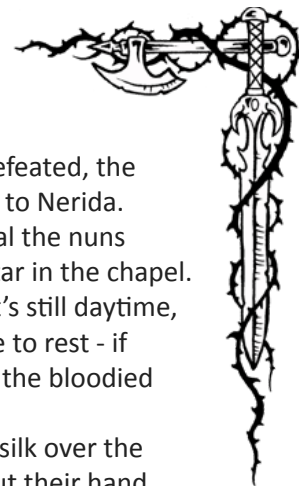 efeated, the
to Nerida.
al the nuns
ar in the chapel.
t's still daytime,
e to rest - if
the bloodied
silk over the
ut their hand